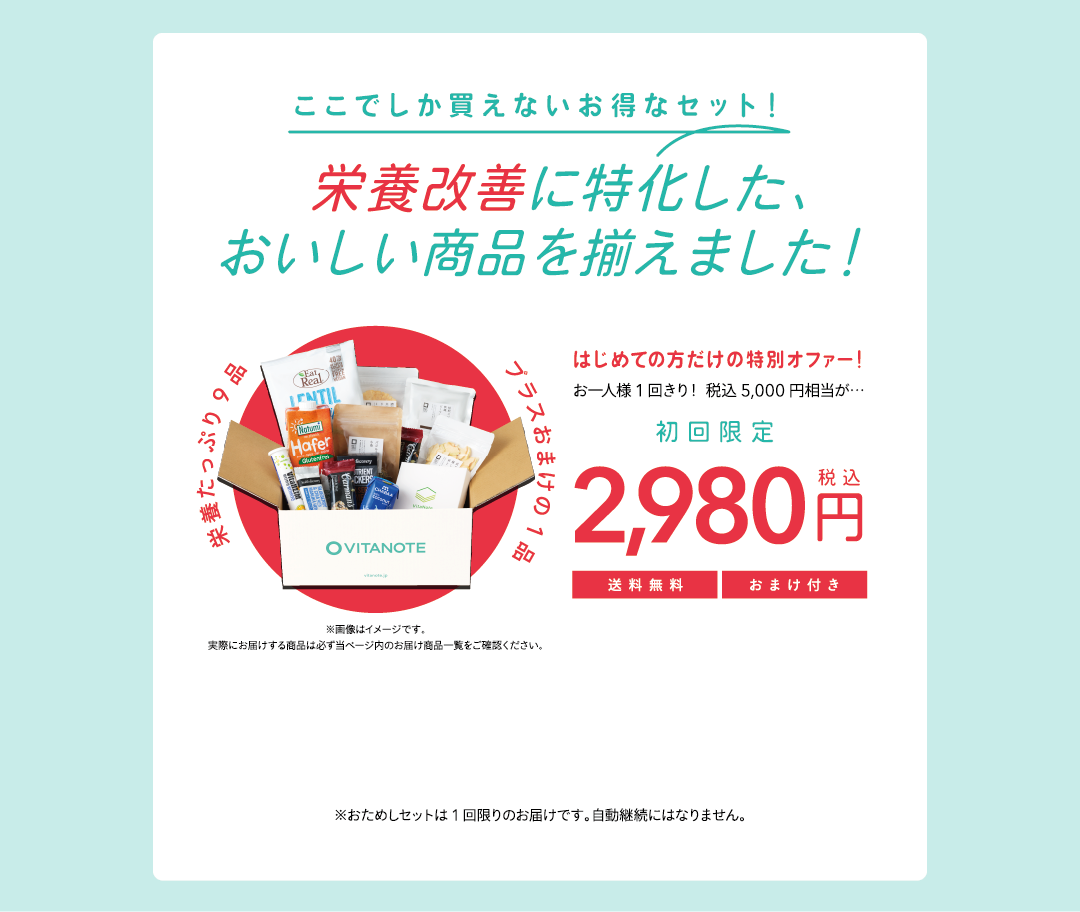 ここでしか買えないお得なセット！
栄養改善に特化した、
おいしい商品を揃えました！
栄養たっぷり9品
プラスおまけの1品
Eat
Real
LENTIL
Natumi
Hafer
Glutenfrei
VITANOTE
vitanote.jp
※画像はイメージです。
実際にお届けする商品は必ず当ページ内のお届け商品一覧をご確認ください。
はじめての方だけの特別オファー！
お一人様1回きり！ 税込5,000円相当が…
初回限定
2,980円
税込
送料無料
おまけ付き
※おためしセットは1回限りのお届けです。自動継続にはなりません。